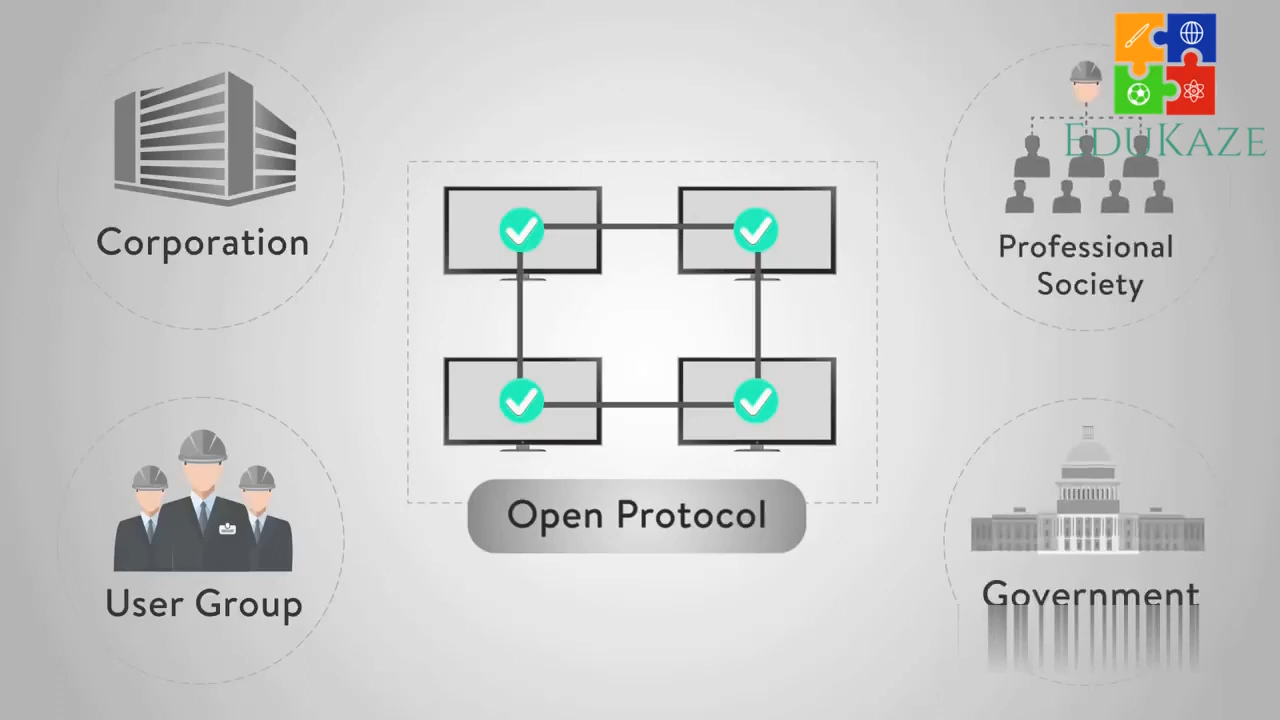 EDUKAZE
Corporation
Professional
Society
Open Protocol
User Group
Government